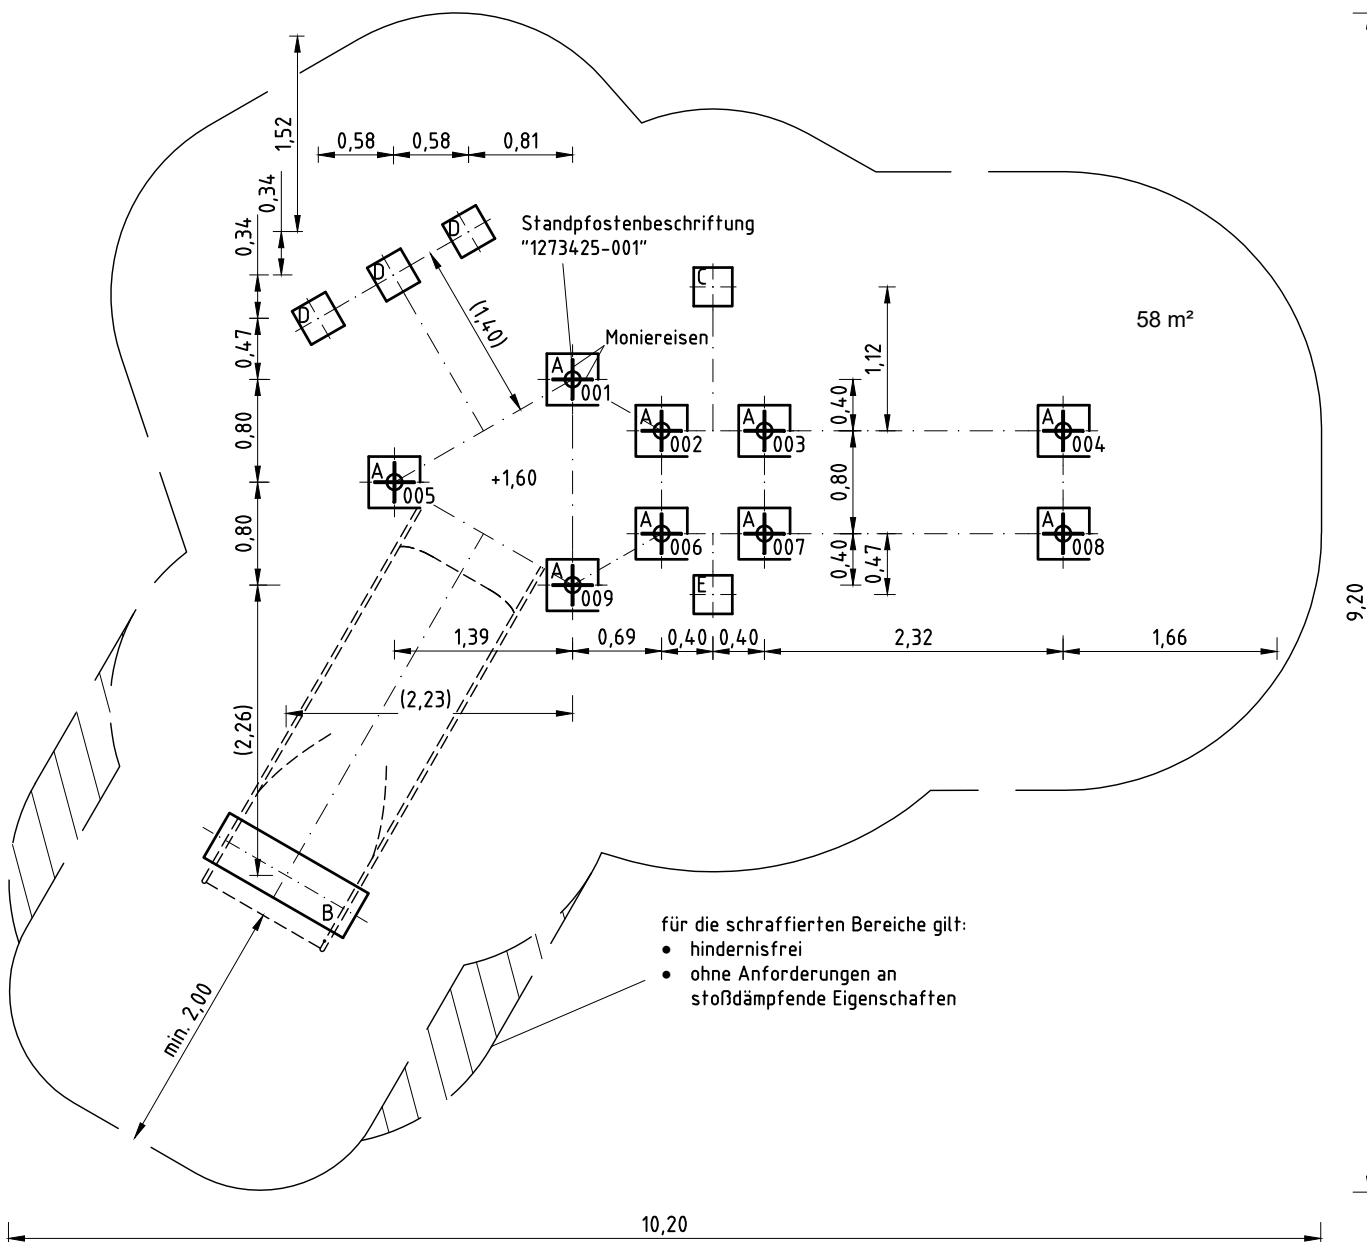 1,52
0,58
0,58
0,81
0,34
0,34
0,47
0,80
0,80
(2,26)
D
D
D
(1,40)
Standpfostenbeschriftung
"1273425-001"
Moniereisen
C
58 m²
1,12
A
001
A
002
A
003
A
004
A
005
+1,60
A
006
A
007
A
008
A
009
E
0,40
0,80
0,40
0,47
1,39
0,69
0,40
0,40
2,32
1,66
(2,23)
B
min. 2,00
für die schraffierten Bereiche gilt:
• hindernisfrei
• ohne Anforderungen an
stoßdämpfende Eigenschaften
9,20
10,20